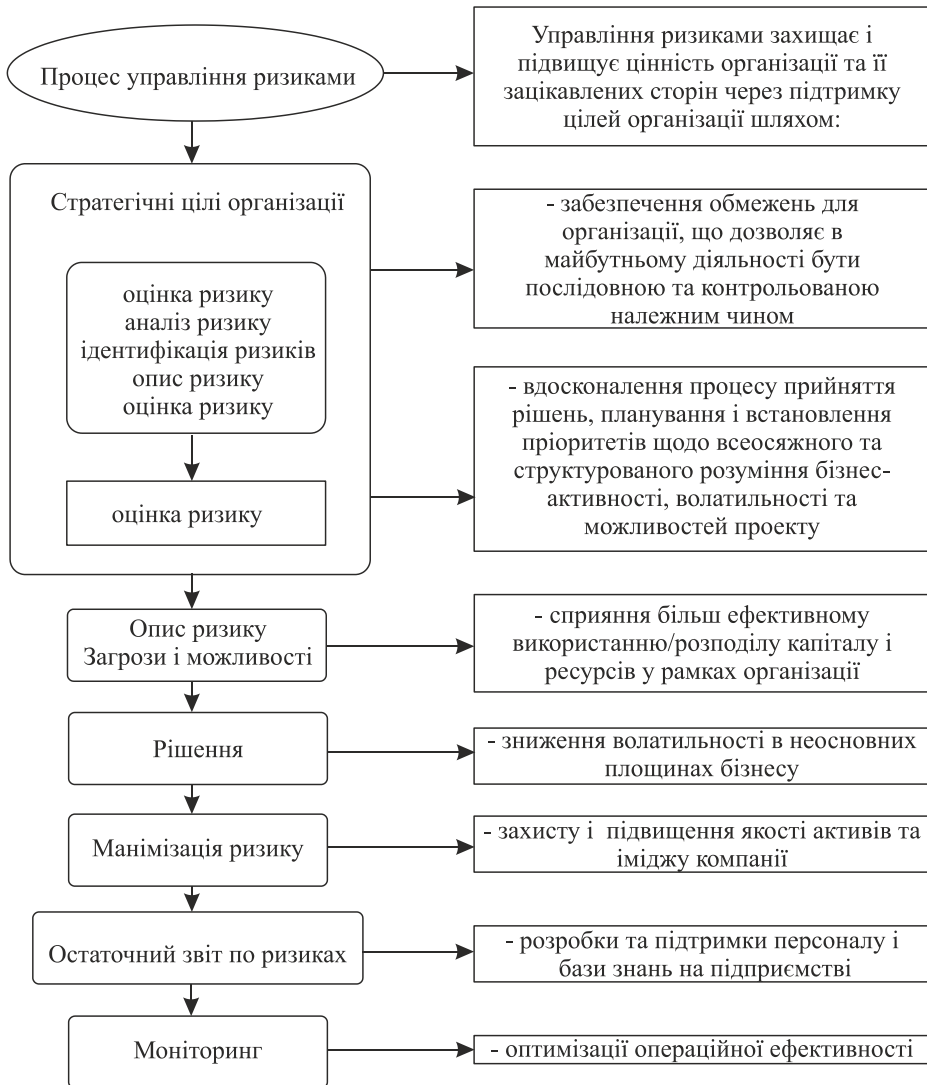 Процес управління ризиками
Управління ризиками захищає і
підвищує цінність організації та її
зацікавлених сторін через підтримку
цілей організації шляхом:
Стратегічні цілі організації
оцінка ризику
аналіз ризику
ідентифікація ризиків
опис ризику
оцінка ризику
оцінка ризику
- забезпечення обмежень для
організації, що дозволяє в
майбутньому діяльності бути
послідовною та контрольованою
належним чином
- вдосконалення процесу прийняття
рішень, планування і встановлення
пріоритетів щодо всеосяжного та
структурованого розуміння бізнес-
активності, волатильності та
можливостей проекту
Опис ризику
Загрози і можливості
- сприяння більш ефективному
використанню/розподілу капіталу і
ресурсів у рамках організації
Рішення
- зниження волатильності в неосновних
площинах бізнесу
Манімізація ризику
- захисту і підвищення якості активів та
іміджу компанії
Остаточний звіт по ризиках
- розробки та підтримки персоналу і
бази знань на підприємстві
Моніторинг
- оптимізації операційної ефективності